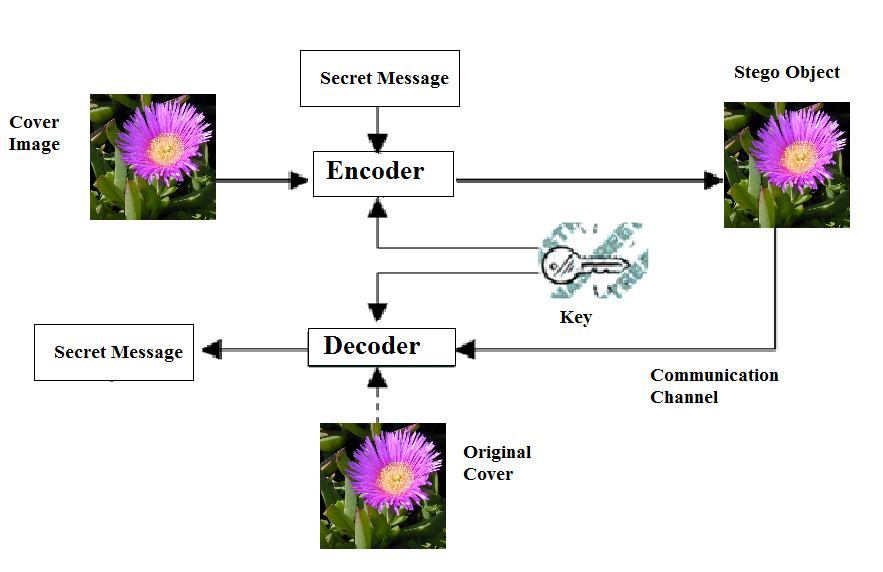 Secret Message
Stego Object
Cover
Image
Encoder
Key
Decoder
Secret Message
Communication
Channel
Original
Cover